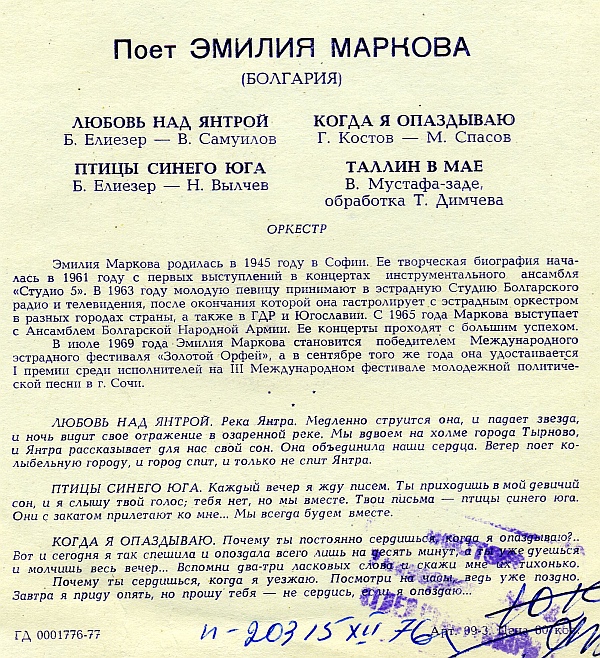 Поет ЭМИЛИЯ МАРКОВА
(БОЛГАРИЯ)
ЛЮБОВЬ НАД ЯНТРОЙ
Б. Елиезер — В. Самуилов
ПТИЦЫ СИНЕГО ЮГА
Б. Елиезер — Н. Вылчев
КОГДА Я ОПАЗДЫВАЮ
Г. Костов — М. Спасов
ТАЛЛИН В МАЕ
В. Мустафа-заде,
обработка Т. Димчева
ОРКЕСТР
Эмилия Маркова родилась в 1945 году в Софии. Ее творческая биография нача-
лась в 1961 году с первых выступлений в концертах инструментального ансамбля
«Студио 5». В 1963 году молодую певицу принимают в эстрадную Студию Болгарского
радио и телевидения, после окончания которой она гастролирует с эстрадным оркестром
в разных городах страны, а также в ГДР и Югославии. С 1965 года Маркова выступает
с Ансамблем Болгарской Народной Армии. Ее концерты проходят с большим успехом.
В июле 1969 года Эмилия Маркова становится победителем Международного
эстрадного фестиваля «Золотой Орфей», а в сентябре того же года она удостаивается
I премии среди исполнителей на III Международном фестивале молодежной политиче-
ской песни в г. Сочи.
ЛЮБОВЬ НАД ЯНТРОЙ. Река Янтра. Медленно струится она, и падает звезда,
и ночь видит свое отражение в озаренной реке. Мы вдвоем на холме города Тырново,
и Янтра рассказывает для нас свой сон. Она объединила наши сердца. Ветер поет ко-
лыбельную городу, и город спит, и только не спит Янтра.
ПТИЦЫ СИНЕГО ЮГА. Каждый вечер я жду писем. Ты приходишь в мой девичий
сон, и я слышу твой голос; тебя нет, но мы вместе. Твои письма — птицы синего юга.
Они с закатом прилетают ко мне... Мы всегда будем вместе.
КОГДА Я ОПАЗДЫВАЮ. Почему ты постоянно сердишься, когда я опаздываю?..
Вот и сегодня я так спешила и опоздала всего лишь на десять минут, а ты уже дуешься
и молчишь весь вечер... Вспомни два-три ласковых слова и скажи мне их тихонько.
Почему ты сердишься, когда я уезжаю. Посмотри на часы, ведь уже поздно.
Завтра я приду опять, но прошу тебя — не сердись, если я опоздаю...
ГД 0001776-77
п-203 15 XII 76
Арт. 99-3. Цена 80 коп.